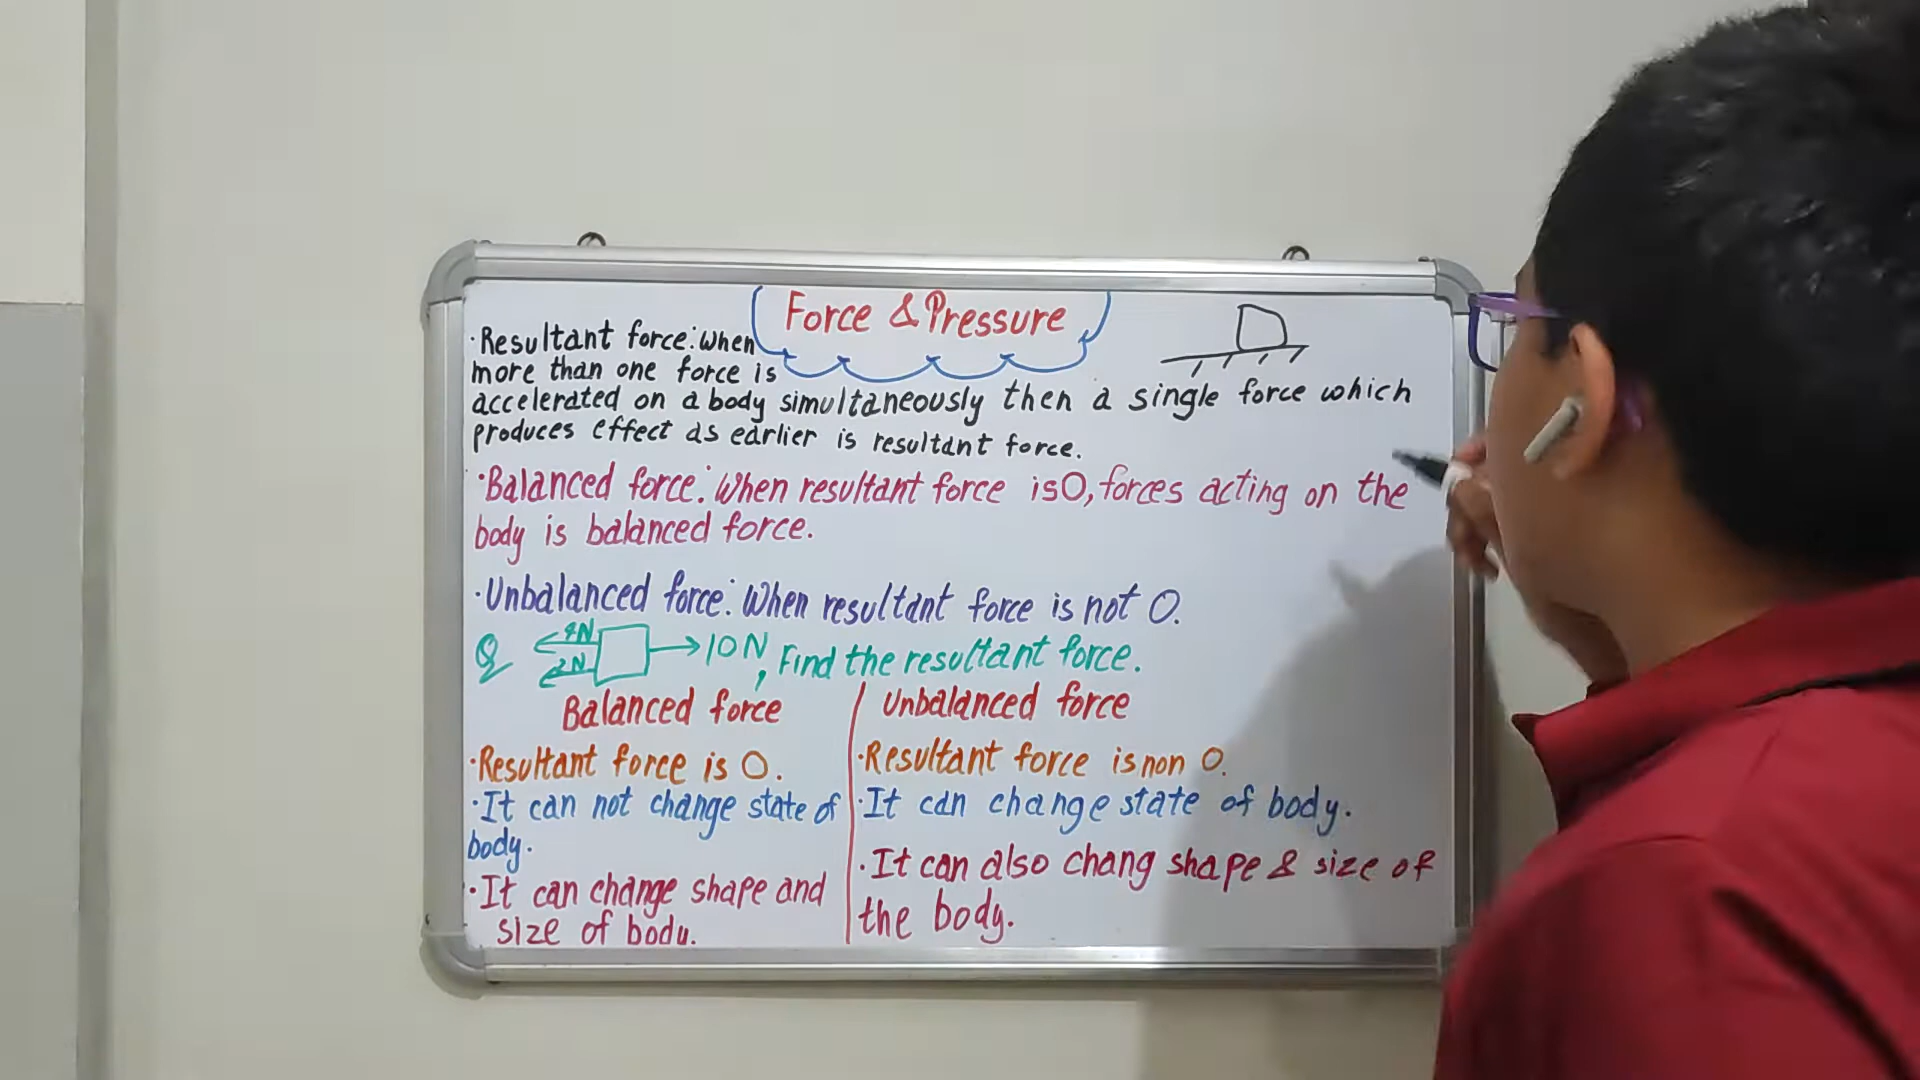 Force & Pressure
·Resultant force: When
more than one force is
accelerated on a body simultaneously then a single force which
produces effect as earlier is resultant force.
·Balanced force: When resultant force is 0, forces acting on the
body is balanced force.
·Unbalanced force: When resultant force is not 0.
Q 2N 10N, Find the resultant force.
Balanced force
·Resultant force is 0.
·It can not change state of
body.
·It can change shape and
size of body.
Unbalanced force
·Resultant force is non 0.
·It can change state of body.
·It can also chang shape & size of
the body.